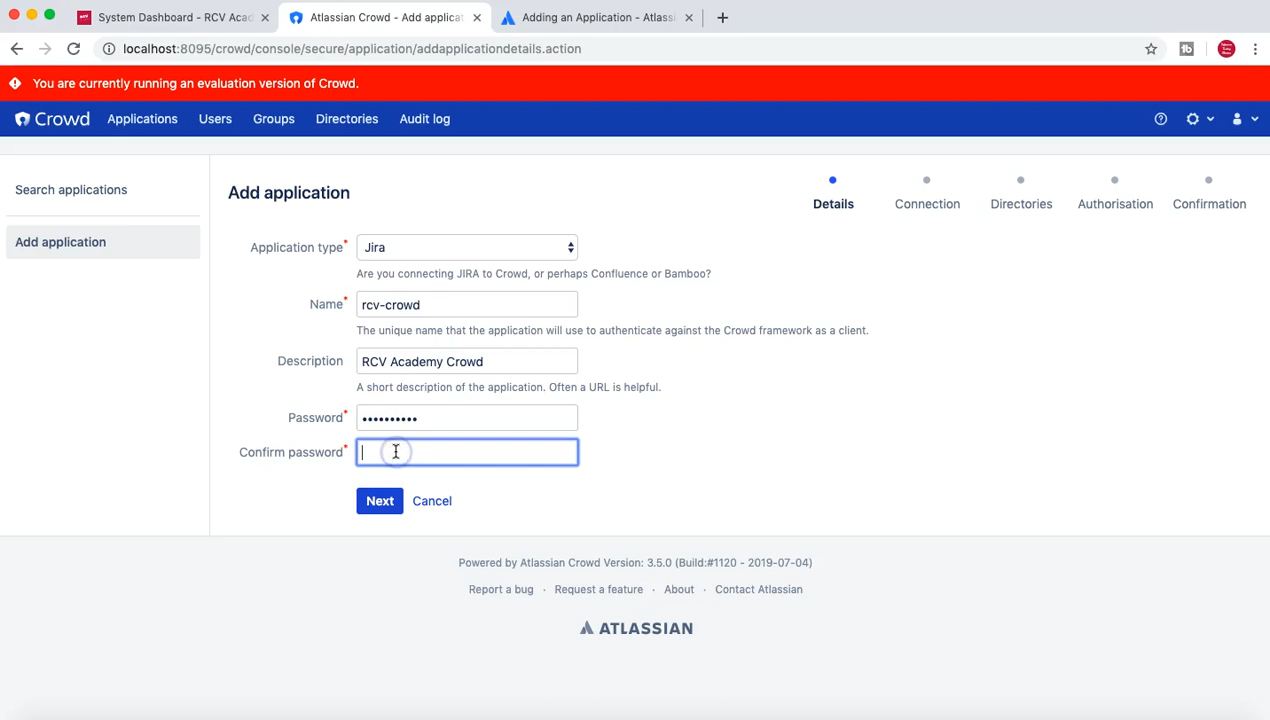 System Dashboard - RCV Acad
Atlassian Crowd - Add applicat
Adding an Application - Atlassi
localhost:8095/crowd/console/secure/application/addapplicationdetails.action
You are currently running an evaluation version of Crowd.
Crowd Applications Users Groups Directories Audit log
Search applications
Add application
Add application
Details Connection Directories Authorisation Confirmation
Application type* Jira
Are you connecting JIRA to Crowd, or perhaps Confluence or Bamboo?
Name* rcv-crowd
The unique name that the application will use to authenticate against the Crowd framework as a client.
Description RCV Academy Crowd
A short description of the application. Often a URL is helpful.
Password* ••••••••••
Confirm password*
Next Cancel
Powered by Atlassian Crowd Version: 3.5.0 (Build:#1120 - 2019-07-04)
Report a bug · Request a feature · About · Contact Atlassian
ATLASSIAN